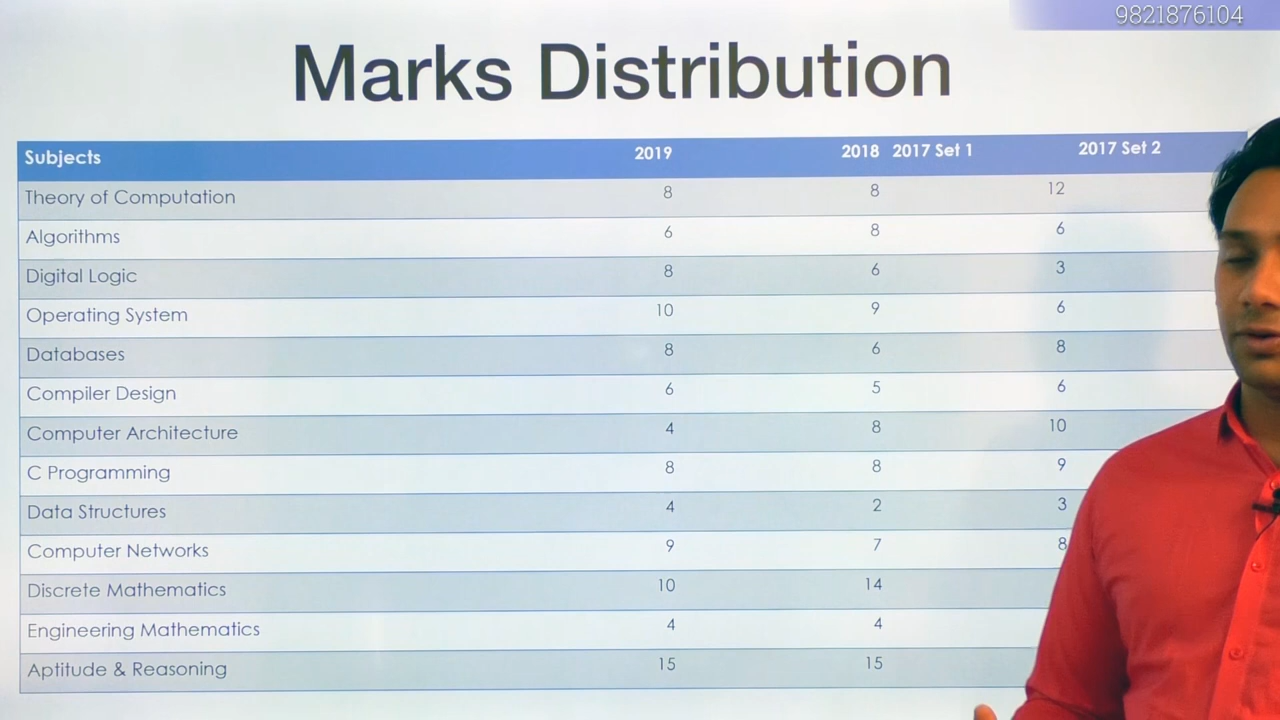 9821876104
Marks Distribution
Subjects 2019 2018 2017 Set 1 2017 Set 2
Theory of Computation 8 8 12
Algorithms 6 8 6
Digital Logic 8 6 3
Operating System 10 9 6
Databases 8 6 8
Compiler Design 6 5 6
Computer Architecture 4 8 10
C Programming 8 8 9
Data Structures 4 2 3
Computer Networks 9 7 8
Discrete Mathematics 10 14
Engineering Mathematics 4 4
Aptitude & Reasoning 15 15